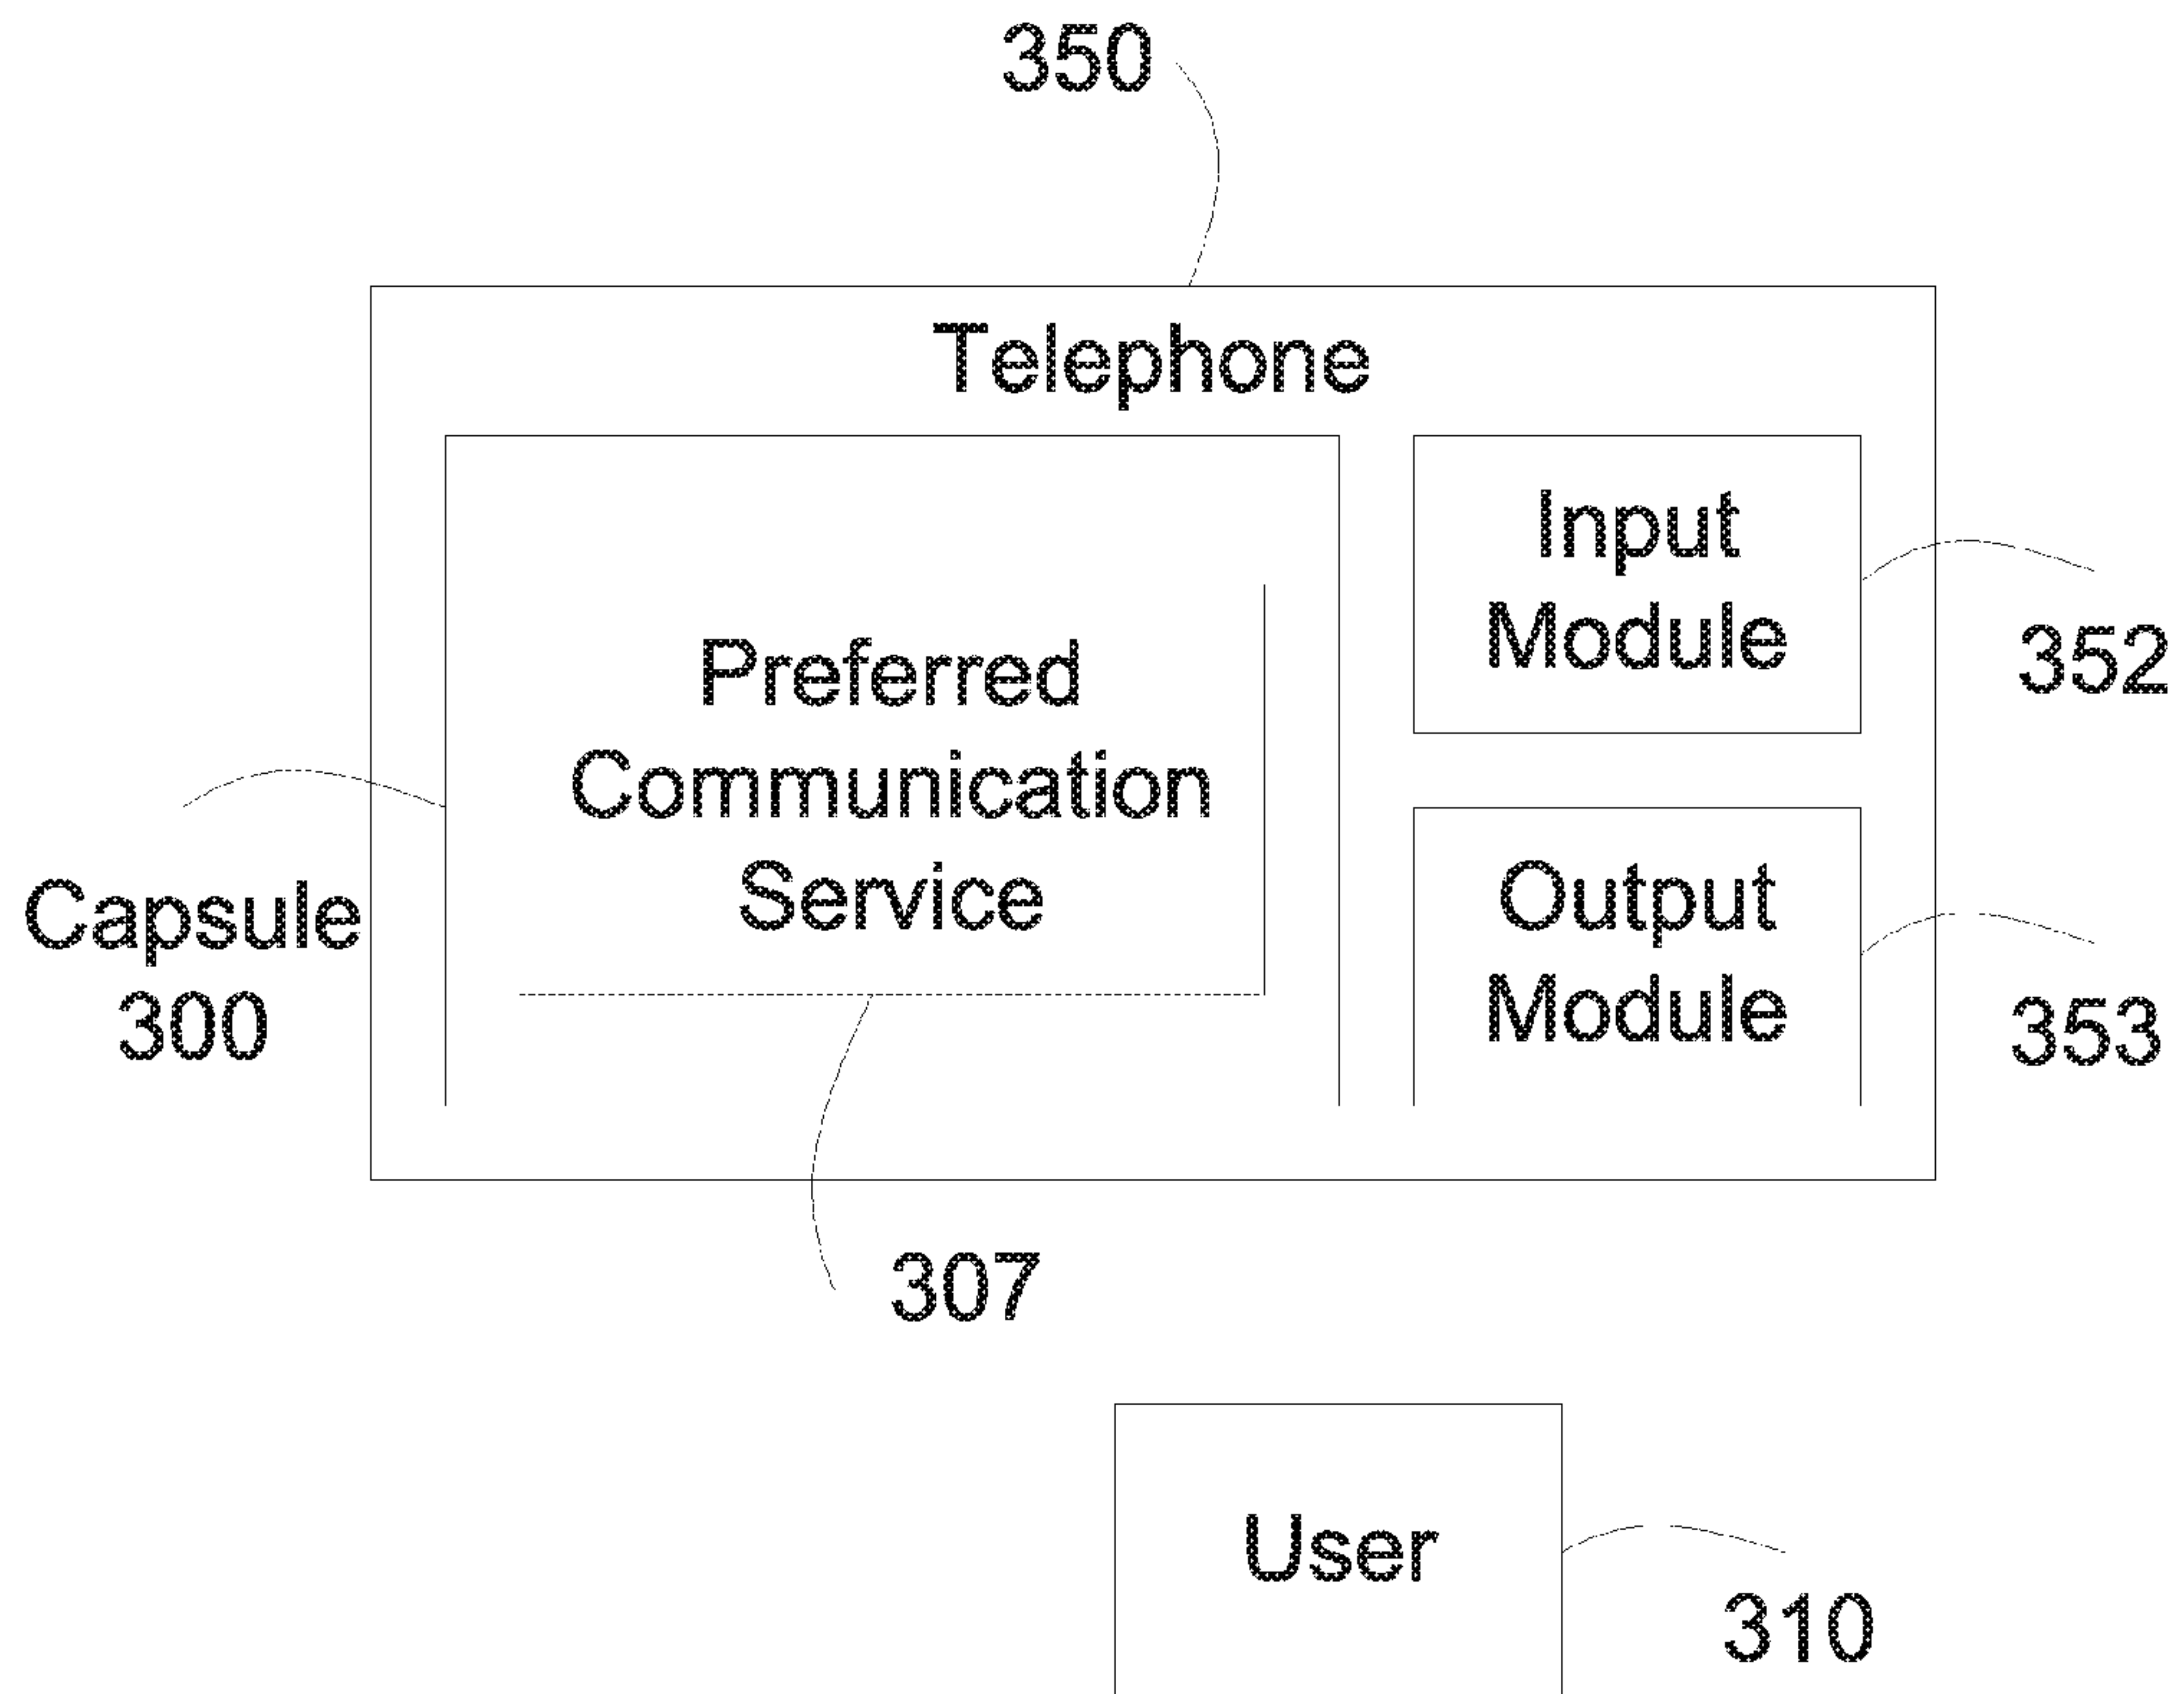 350
Telephone
Input
Module
352
Preferred
Communication
Service
Capsule
300
Output
Module
353
307
User
310